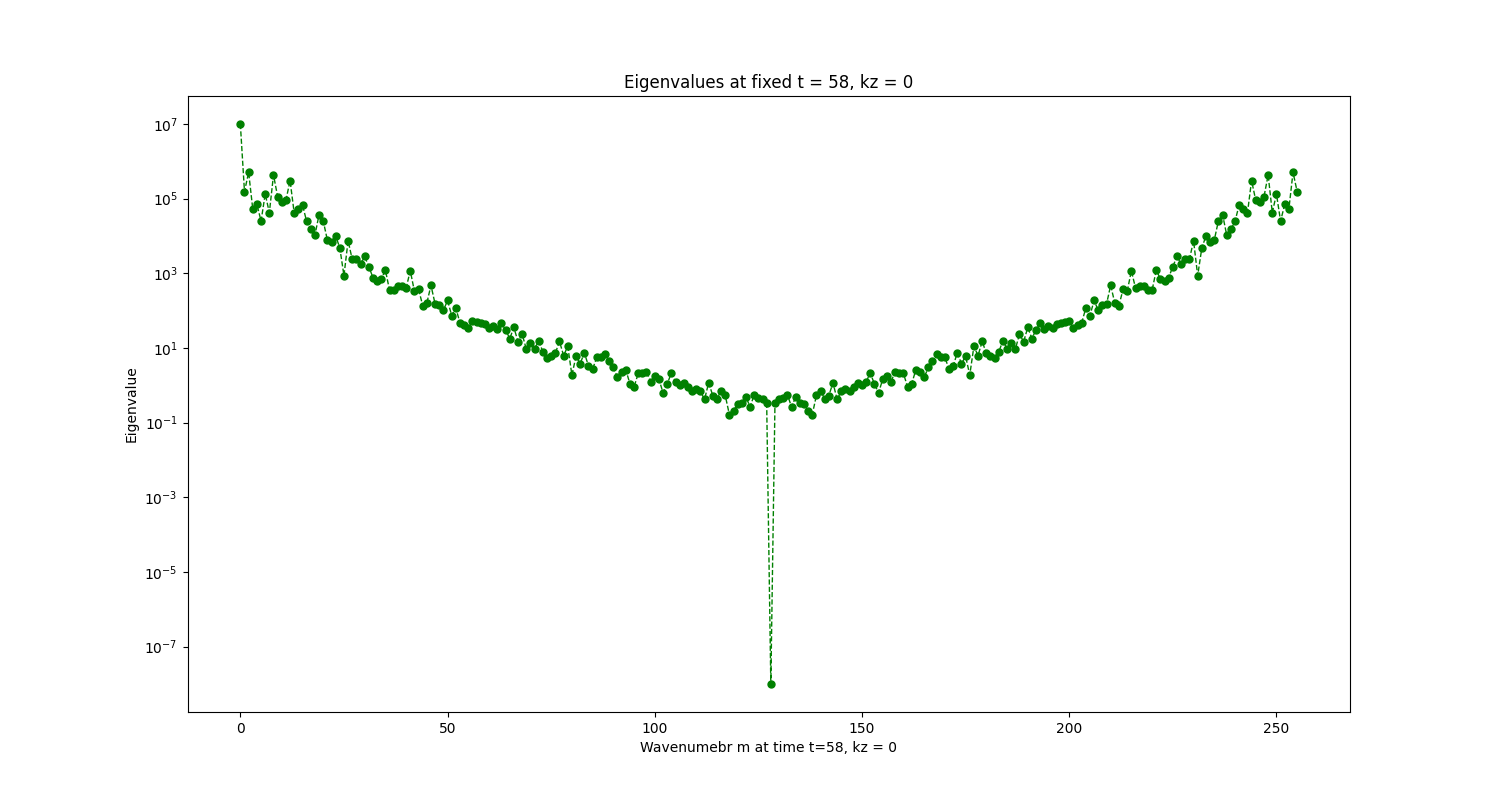 Eigenvalues at fixed t = 58, kz = 0
10^7
10^5
10^3
10^1
10^−1
10^−3
10^−5
10^−7
Eigenvalue
0 50 100 150 200 250
Wavenumebr m at time t=58, kz = 0